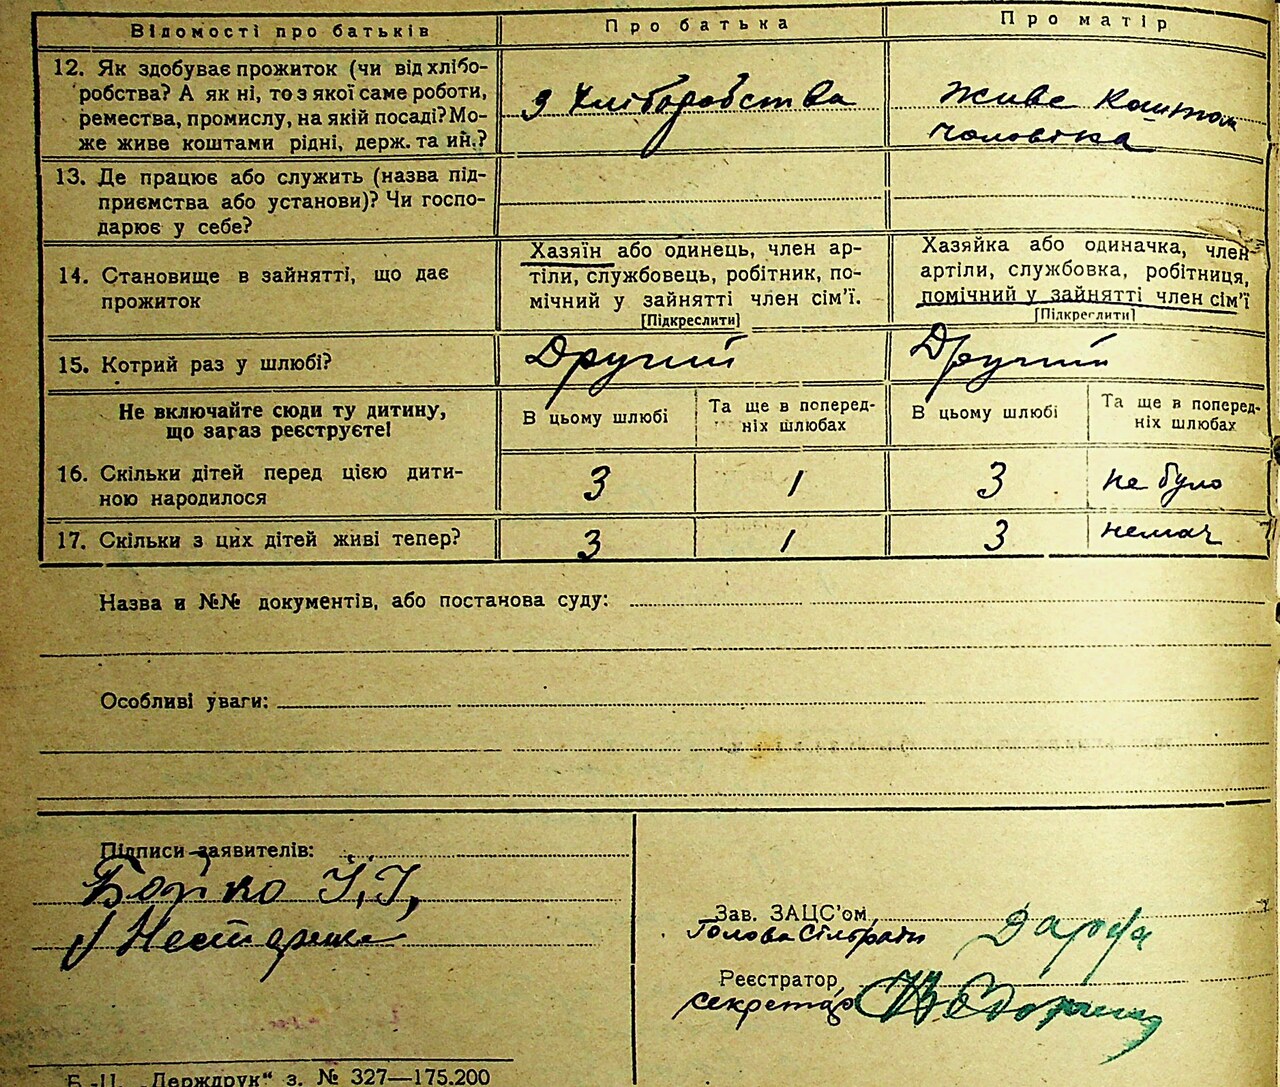 Відомості про батьків
Про батька
Про матір
12. Як здобуває прожиток (чи від хлібо-
робства? А як ні, то з якої саме роботи,
ремества, промислу, на якій посаді? Мо-
же живе коштами рідні, держ. та ин.?
З хліборобства
Живе коштом
чоловіка
13. Де працює або служить (назва під-
приємства або установи)? Чи госпо-
дарює у себе?
14. Становище в зайнятті, що дає
прожиток
Хазяїн або одинець, член ар-
тіли, службовець, робітник, по-
мічний у зайнятті член сім'ї.
[Підкреслити]
Хазяйка або одиначка, член
артіли, службовка, робітниця,
помічний у зайнятті член сім'ї
[Підкреслити]
15. Котрий раз у шлюбі?
Другий
Другий
Не включайте сюди ту дитину,
що загаз реєструєте!
В цьому шлюбі
Та ще в поперед-
ніх шлюбах
В цьому шлюбі
Та ще в поперед-
ніх шлюбах
16. Скільки дітей перед цією дити-
ною народилося
3
1
3
не було
17. Скільки з цих дітей живі тепер?
3
1
3
немає
Назва и №№ документів, або постанова суду:
Особливі уваги:
Підписи заявителів:
Бойко І. І,
Зав. ЗАЦС'ом
Голова Сільради
Реєстратор
секретар
Б.-Ц. „Держдрук“ з. № 327—175.200